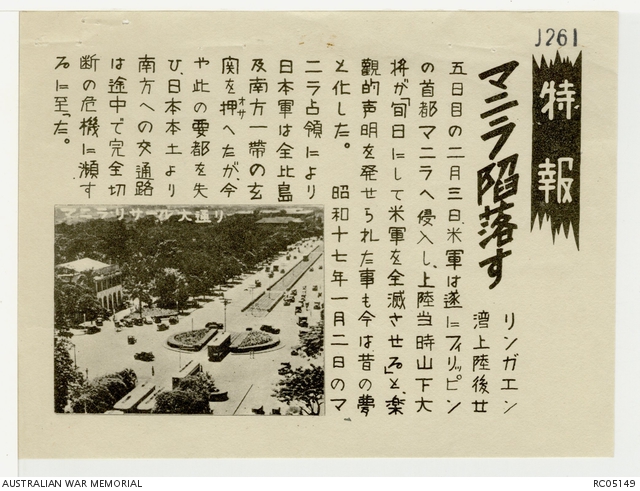 J261
特報
マニラ陥落す
リンガエン
湾上陸後廿
五日目の二月三日、米軍は遂にフィリッピン
の首都マニラへ侵入し、上陸当時山下大
将が「旬日にして米軍を全滅させる」と楽
観的声明を発せられた事も今は昔の夢
と化した。 昭和十七年一月二日のマ
ニラ占領により
日本軍は全比島
及南方一帯の玄
関を押へたが、今
オサ
や此の要都を失
ひ、日本本土より
南方への交通路
は途中で完全切
断の危機に瀕す
るに至った。
大通り
AUSTRALIAN WAR MEMORIAL
RC05149